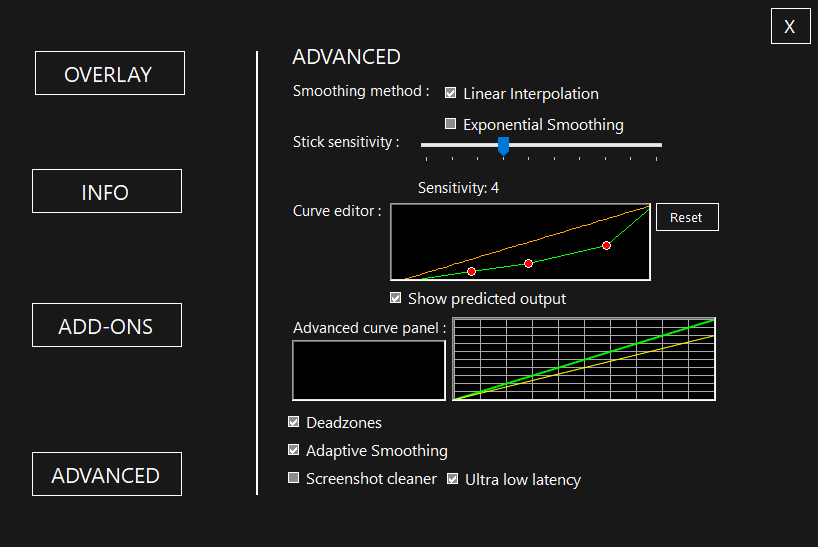 X
OVERLAY
INFO
ADD-ONS
ADVANCED
ADVANCED
Smoothing method :
Linear Interpolation
Exponential Smoothing
Stick sensitivity :
Sensitivity: 4
Curve editor :
Reset
Show predicted output
Advanced curve panel :
Deadzones
Adaptive Smoothing
Screenshot cleaner
Ultra low latency